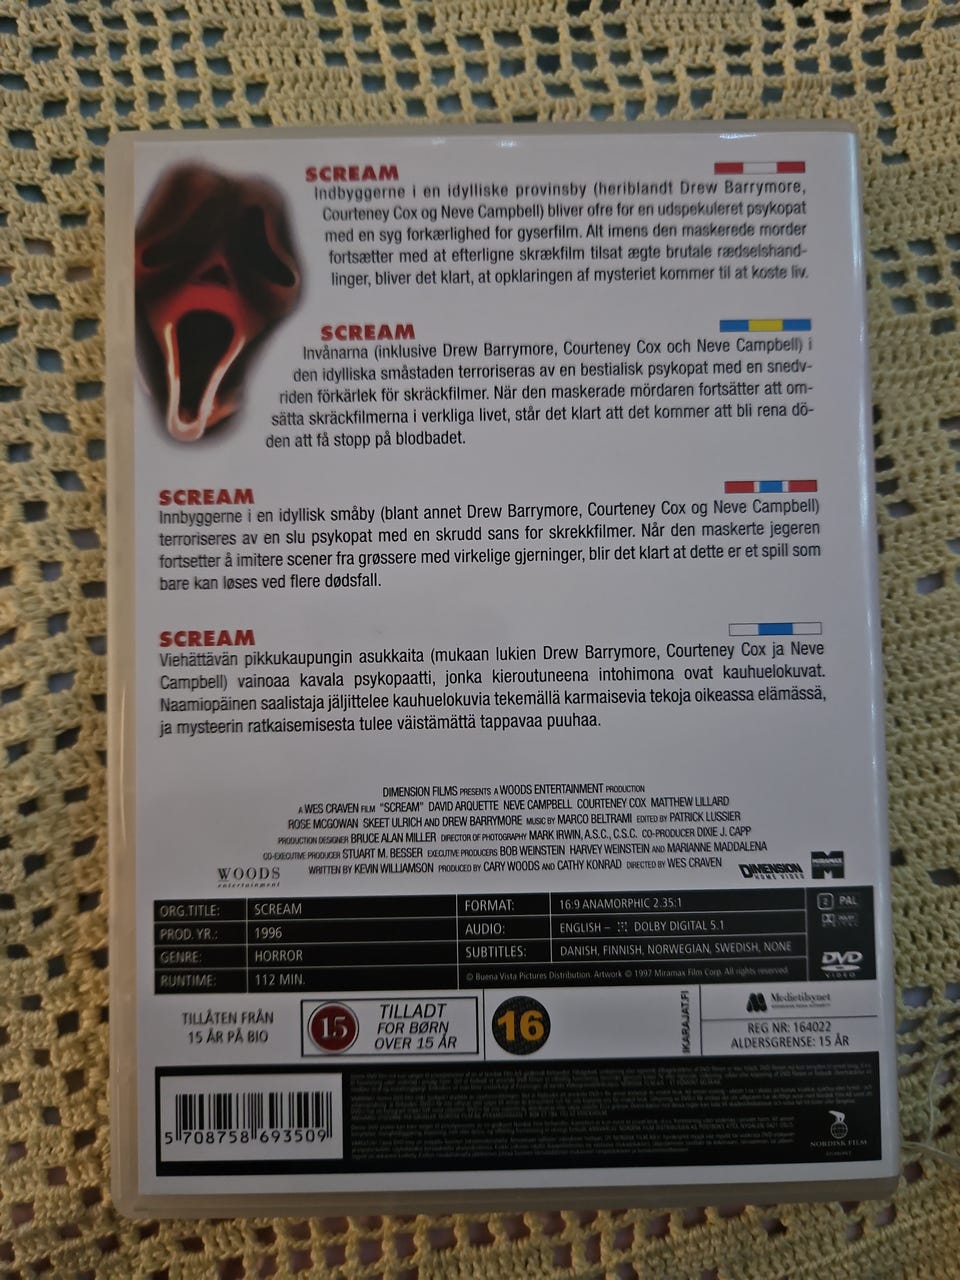 SCREAM
Indbyggerne i en idylliske provinsby (heriblandt Drew Barrymore,
Courteney Cox og Neve Campbell) bliver ofre for en udspekuleret psykopat
med en syg forkærlighed for gyserfilm. Alt imens den maskerede morder
fortsætter med at efterligne skrækfilm tilsat ægte brutale rædselshand-
linger, bliver det klart, at opklaringen af mysteriet kommer til at koste liv.
SCREAM
Invånarna (inklusive Drew Barrymore, Courteney Cox och Neve Campbell) i
den idylliska småstaden terroriseras av en bestialisk psykopat med en snedv-
riden förkärlek för skräckfilmer. När den maskerade mördaren fortsätter att om-
sätta skräckfilmerna i verkliga livet, står det klart att det kommer att bli rena dö-
den att få stopp på blodbadet.
SCREAM
Innbyggerne i en idyllisk småby (blant annet Drew Barrymore, Courteney Cox og Neve Campbell)
terroriseres av en slu psykopat med en skrudd sans for skrekkfilmer. Når den maskerte jegeren
fortsetter å imitere scener fra grøssere med virkelige gjerninger, blir det klart at dette er et spill som
bare kan løses ved flere dødsfall.
SCREAM
Viehättävän pikkukaupungin asukkaita (mukaan lukien Drew Barrymore, Courteney Cox ja Neve
Campbell) vainoaa kavala psykopaatti, jonka kieroutuneena intohimona ovat kauhuelokuvat.
Naamiopäinen saalistaja jäljittelee kauhuelokuvia tekemällä karmaisevia tekoja oikeassa elämässä,
ja mysteerin ratkaisemisesta tulee väistämättä tappavaa puuhaa.
DIMENSION FILMS PRESENTS A WOODS ENTERTAINMENT PRODUCTION
A WES CRAVEN FILM "SCREAM" DAVID ARQUETTE NEVE CAMPBELL COURTENEY COX MATTHEW LILLARD
ROSE MCGOWAN SKEET ULRICH AND DREW BARRYMORE MUSIC BY MARCO BELTRAMI EDITED BY PATRICK LUSSIER
PRODUCTION DESIGNER BRUCE ALAN MILLER DIRECTOR OF PHOTOGRAPHY MARK IRWIN, A.S.C., C.S.C. CO-PRODUCER DIXIE J. CAPP
CO-EXECUTIVE PRODUCER STUART M. BESSER EXECUTIVE PRODUCERS BOB WEINSTEIN HARVEY WEINSTEIN AND MARIANNE MADDALENA
WRITTEN BY KEVIN WILLIAMSON PRODUCED BY CARY WOODS AND CATHY KONRAD DIRECTED BY WES CRAVEN
WOODS
entertainment
DIMENSION
HOME VIDEO
MIRAMAX
ORG.TITLE: SCREAM
PROD. YR.: 1996
GENRE: HORROR
RUNTIME: 112 MIN.
FORMAT: 16:9 ANAMORPHIC 2.35:1
AUDIO: ENGLISH – DOLBY DIGITAL 5.1
SUBTITLES: DANISH, FINNISH, NORWEGIAN, SWEDISH, NONE
© Buena Vista Pictures Distribution. Artwork © 1997 Miramax Film Corp. All rights reserved.
2 PAL
DOLBY
DIGITAL
DVD
VIDEO
TILLÅTEN FRÅN
15 ÅR PÅ BIO
15
TILLADT
FOR BØRN
OVER 15 ÅR
16
IKARAJAT.FI
Medietilsynet
REG NR: 164022
ALDERSGRENSE: 15 ÅR
5 708758 693509
NORDISK FILM
EGMONT